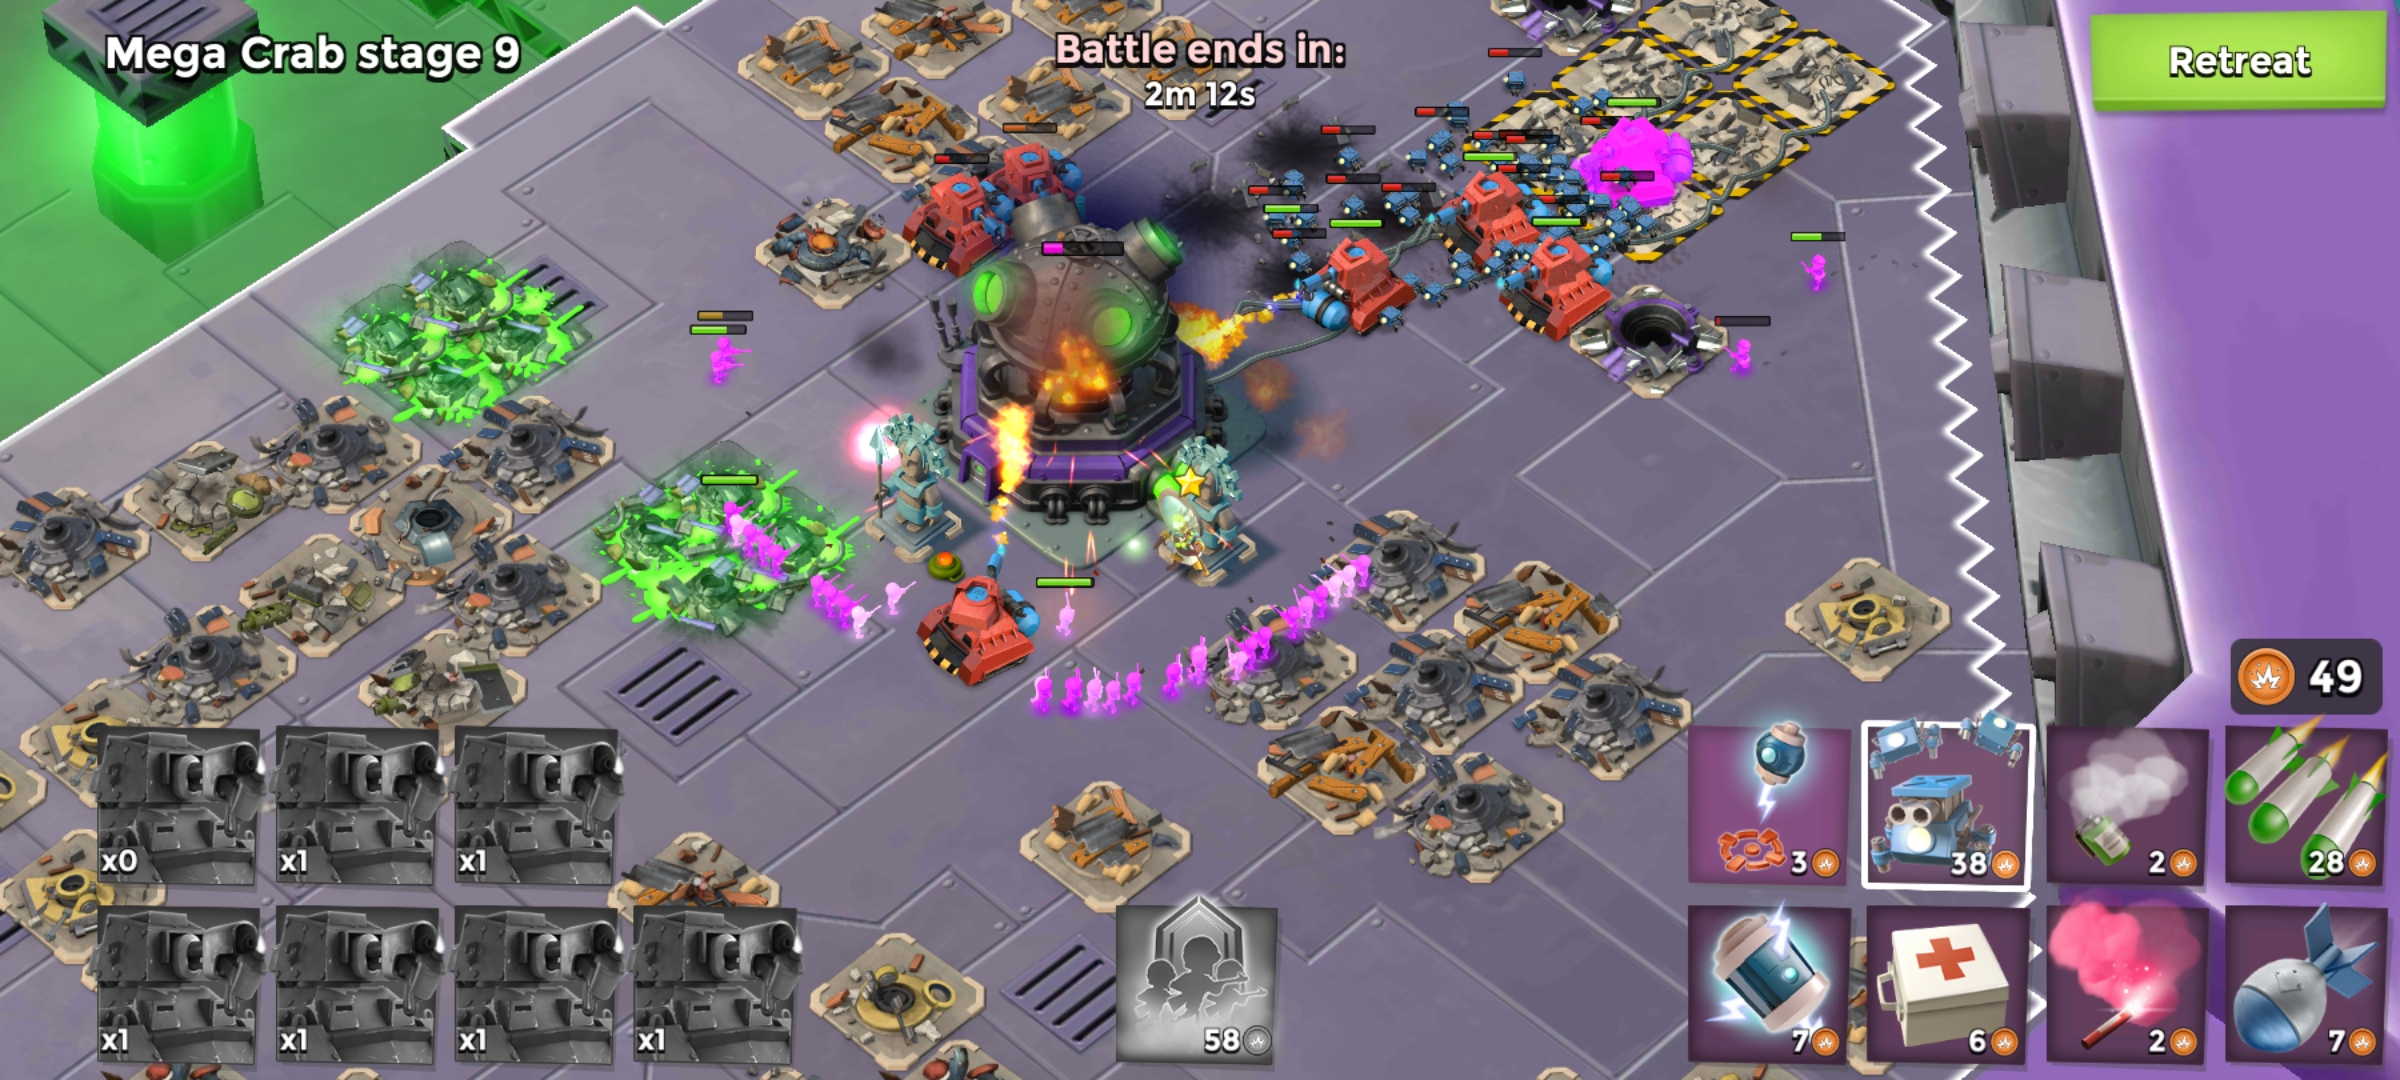 Mega Crab stage 9
Battle ends in:
2m 12s
Retreat
49
x0
x1
x1
3
38
2
28
x1
x1
x1
x1
58
7
6
2
7